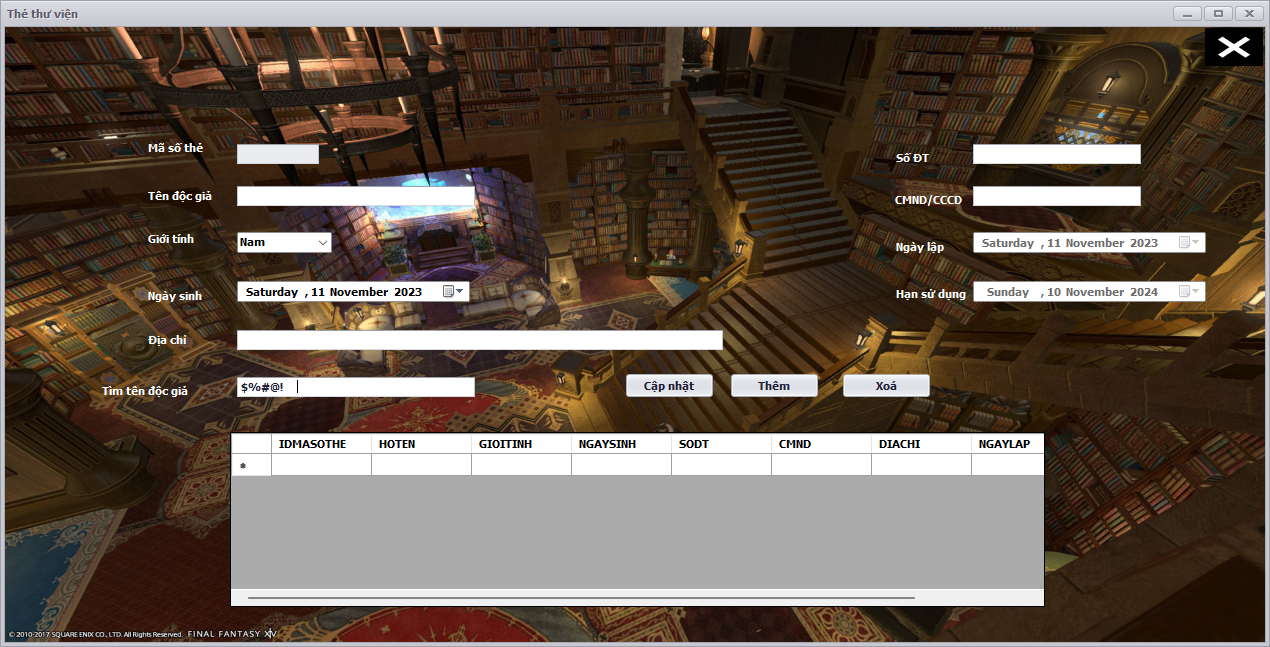 Thẻ thư viện
Mã số thẻ
Số ĐT
Tên độc giả
CMND/CCCD
Giới tính
Nam
Ngày lập
Saturday , 11 November 2023
Ngày sinh
Saturday , 11 November 2023
Hạn sử dụng
Sunday , 10 November 2024
Địa chỉ
Tìm tên độc giả
$%#@!
Cập nhật
Thêm
Xoá
IDMASOTHE HOTEN GIOITINH NGAYSINH SODT CMND DIACHI NGAYLAP
© 2010-2017 SQUARE ENIX CO., LTD. All Rights Reserved. FINAL FANTASY XIV